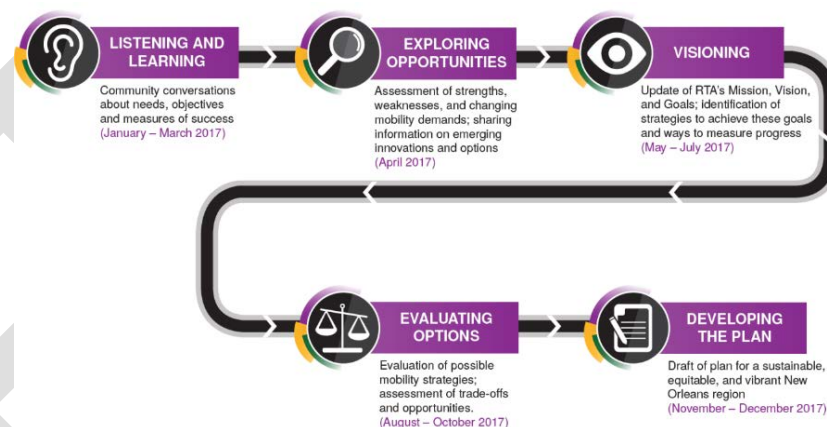 LISTENING AND
LEARNING
Community conversations
about needs, objectives
and measures of success
(January – March 2017)
EXPLORING
OPPORTUNITIES
Assessment of strengths,
weaknesses, and changing
mobility demands; sharing
information on emerging
innovations and options
(April 2017)
VISIONING
Update of RTA's Mission, Vision,
and Goals; identification of
strategies to achieve these goals
and ways to measure progress
(May – July 2017)
EVALUATING
OPTIONS
Evaluation of possible
mobility strategies;
assessment of trade-offs
and opportunities.
(August – October 2017)
DEVELOPING
THE PLAN
Draft of plan for a sustainable,
equitable, and vibrant New
Orleans region
(November – December 2017)